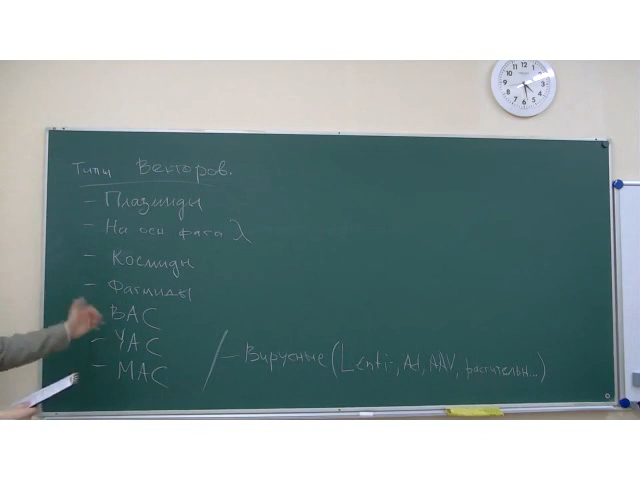 Типы Векторов.
- Плазмиды
- На осн фага λ
- Космиды
- Фагмиды
BAC
- YAC
- MAC
- Вирусные (Lenti-, Ad, AAV, растительн...)